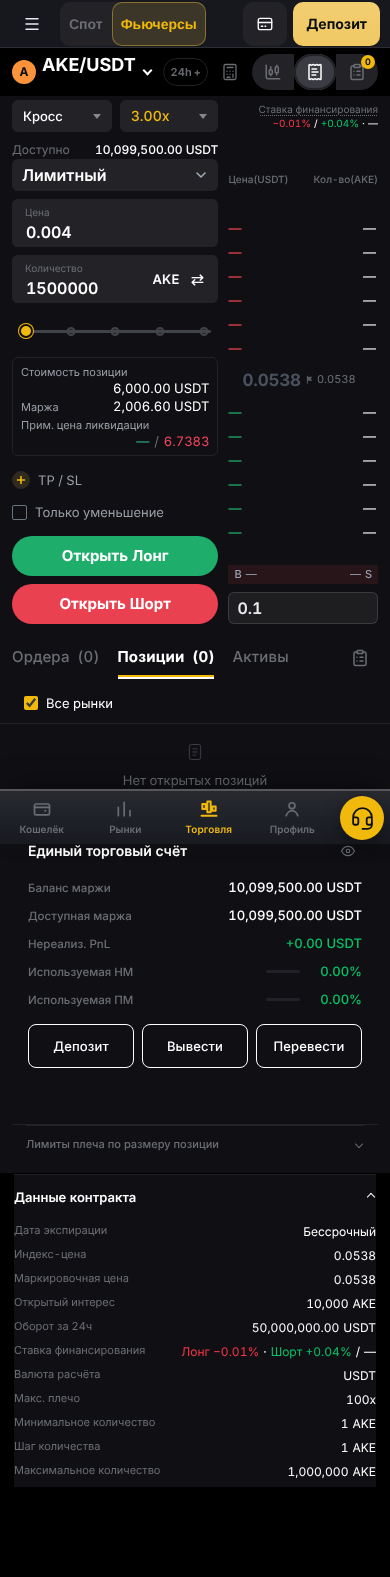 Спот
Фьючерсы
Депозит
A
AKE/USDT
24h +
0
Кросс
3.00x
Ставка финансирования
−0.01% / +0.04% · —
Доступно
10,099,500.00 USDT
Лимитный
Цена(USDT)
Кол-во(AKE)
Цена
0.004
Количество
1500000
AKE
— —
— —
— —
— —
— —
— —
0.0538
0.0538
— —
— —
— —
— —
— —
— —
Стоимость позиции
6,000.00 USDT
Маржа
2,006.60 USDT
Прим. цена ликвидации
— / 6.7383
+ TP / SL
Только уменьшение
Открыть Лонг
Открыть Шорт
B —
— S
0.1
Ордера (0)
Позиции (0)
Активы
Все рынки
Нет открытых позиций
Кошелёк
Рынки
Торговля
Профиль
Единый торговый счёт
Баланс маржи
10,099,500.00 USDT
Доступная маржа
10,099,500.00 USDT
Нереализ. PnL
+0.00 USDT
Используемая НМ
0.00%
Используемая ПМ
0.00%
Депозит
Вывести
Перевести
Лимиты плеча по размеру позиции
Данные контракта
Дата экспирации
Бессрочный
Индекс-цена
0.0538
Маркировочная цена
0.0538
Открытый интерес
10,000 AKE
Оборот за 24ч
50,000,000.00 USDT
Ставка финансирования
Лонг −0.01% · Шорт +0.04% / —
Валюта расчёта
USDT
Макс. плечо
100x
Минимальное количество
1 AKE
Шаг количества
1 AKE
Максимальное количество
1,000,000 AKE